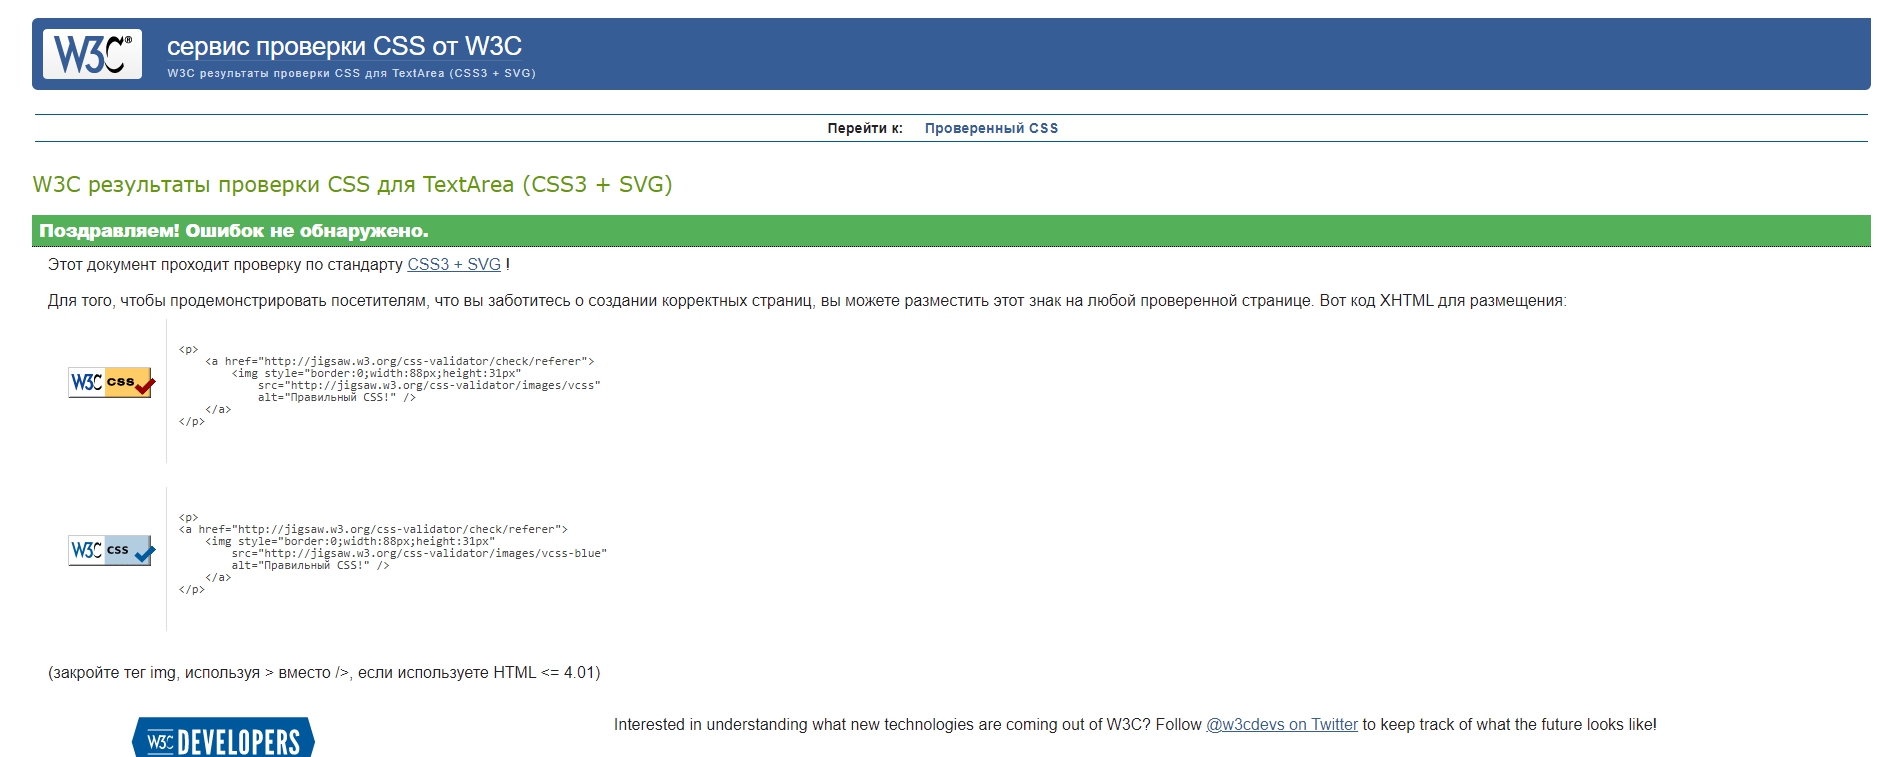 W3C®
сервис проверки CSS от W3C
W3C результаты проверки CSS для TextArea (CSS3 + SVG)
Перейти к: Проверенный CSS
W3C результаты проверки CSS для TextArea (CSS3 + SVG)
Поздравляем! Ошибок не обнаружено.
Этот документ проходит проверку по стандарту CSS3 + SVG !
Для того, чтобы продемонстрировать посетителям, что вы заботитесь о создании корректных страниц, вы можете разместить этот знак на любой проверенной странице. Вот код XHTML для размещения:
W3C css
<p>
    <a href="http://jigsaw.w3.org/css-validator/check/referer">
        <img style="border:0;width:88px;height:31px"
            src="http://jigsaw.w3.org/css-validator/images/vcss"
            alt="Правильный CSS!" />
    </a>
</p>
W3C css
<p>
<a href="http://jigsaw.w3.org/css-validator/check/referer">
    <img style="border:0;width:88px;height:31px"
        src="http://jigsaw.w3.org/css-validator/images/vcss-blue"
        alt="Правильный CSS!" />
    </a>
</p>
(закройте тег img, используя > вместо />, если используете HTML <= 4.01)
W3C DEVELOPERS
Interested in understanding what new technologies are coming out of W3C? Follow @w3cdevs on Twitter to keep track of what the future looks like!